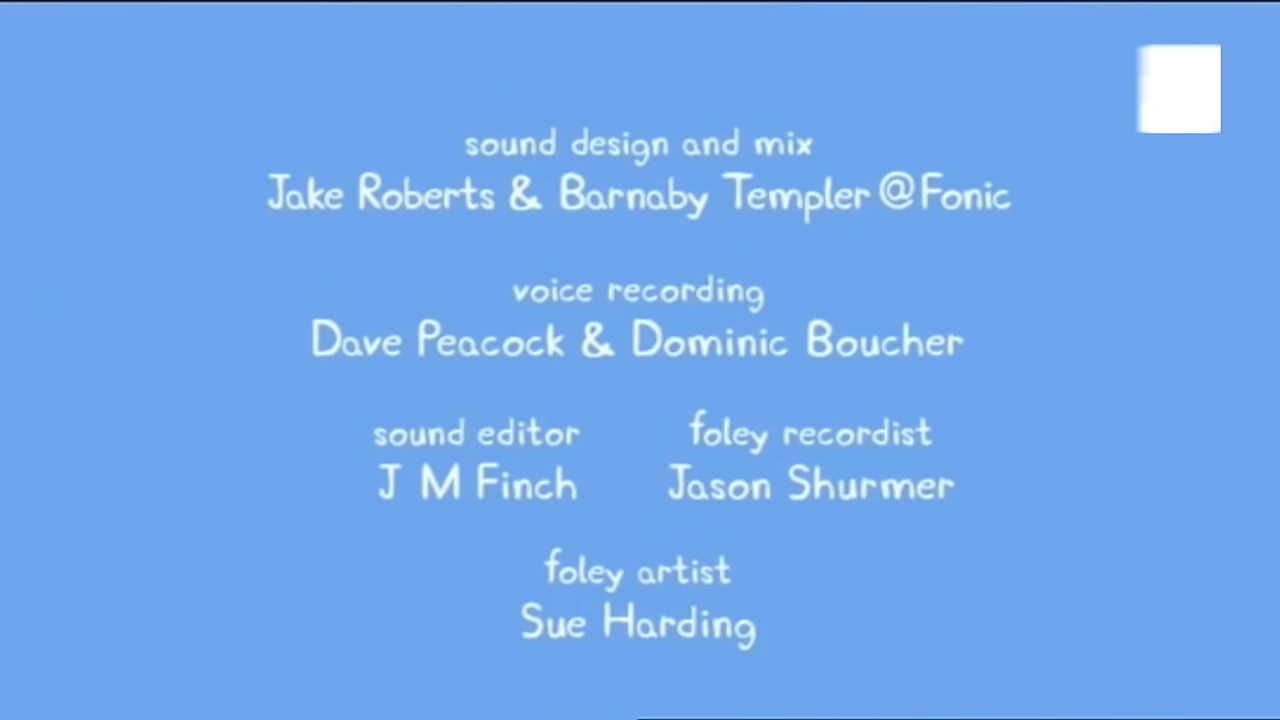 sound design and mix
Jake Roberts & Barnaby Templer @Fonic
voice recording
Dave Peacock & Dominic Boucher
sound editor
J M Finch
foley recordist
Jason Shurmer
foley artist
Sue Harding